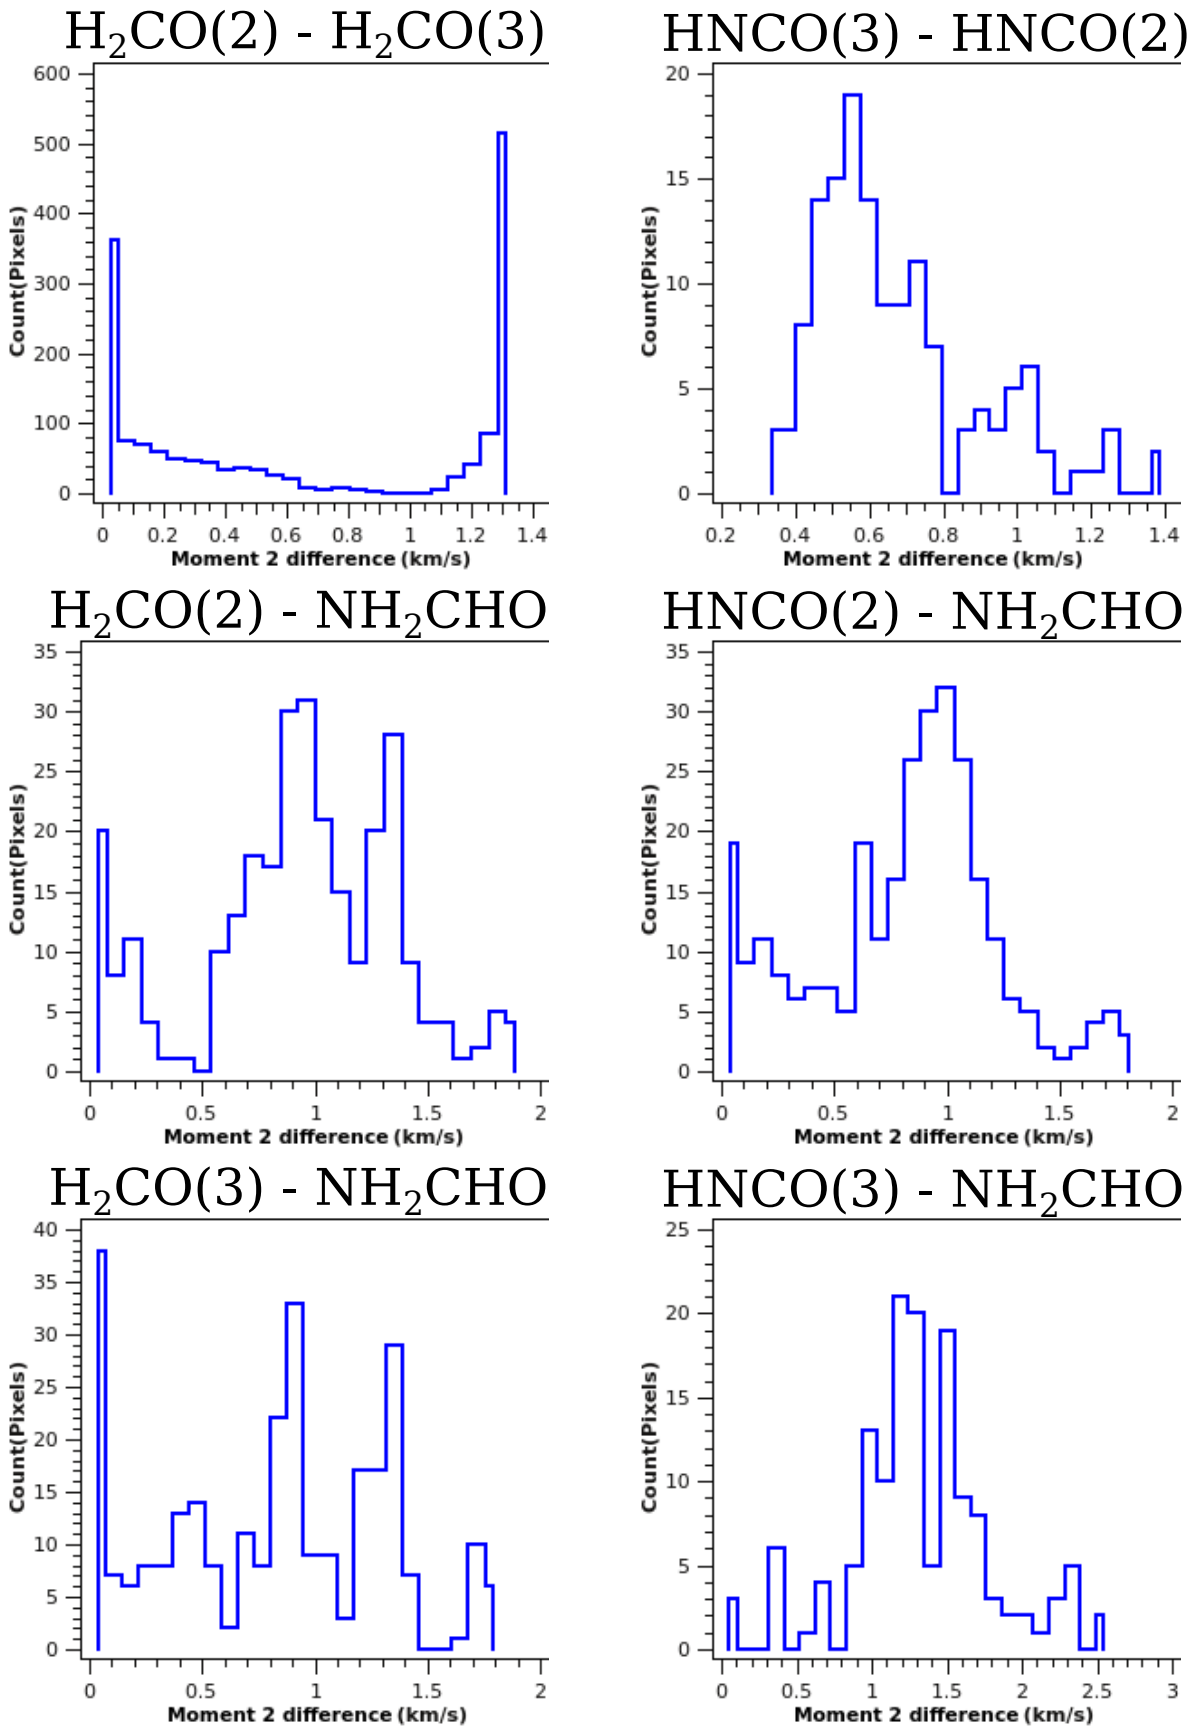 H₂CO(2) - H₂CO(3)
600
500
400
300
200
100
0
Count(Pixels)
0 0.2 0.4 0.6 0.8 1 1.2 1.4
Moment 2 difference (km/s)
HNCO(3) - HNCO(2)
20
15
10
5
0
Count(Pixels)
0.2 0.4 0.6 0.8 1 1.2 1.4
Moment 2 difference (km/s)
H₂CO(2) - NH₂CHO
35
30
25
20
15
10
5
0
Count(Pixels)
0 0.5 1 1.5 2
Moment 2 difference (km/s)
HNCO(2) - NH₂CHO
35
30
25
20
15
10
5
0
Count(Pixels)
0 0.5 1 1.5 2
Moment 2 difference (km/s)
H₂CO(3) - NH₂CHO
40
35
30
25
20
15
10
5
0
Count(Pixels)
0 0.5 1 1.5 2
Moment 2 difference (km/s)
HNCO(3) - NH₂CHO
25
20
15
10
5
0
Count(Pixels)
0 0.5 1 1.5 2 2.5 3
Moment 2 difference (km/s)